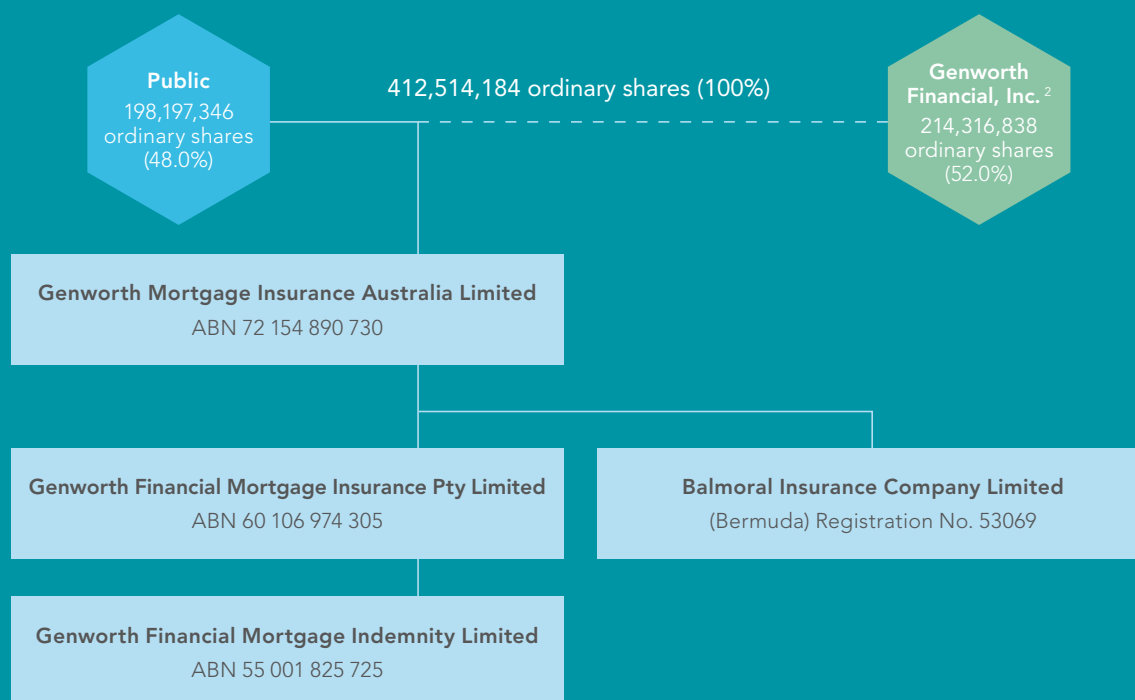 Public
198,197,346
ordinary shares
(48.0%)
412,514,184 ordinary shares (100%)
Genworth
Financial, Inc. 2
214,316,838
ordinary shares
(52.0%)
Genworth Mortgage Insurance Australia Limited
ABN 72 154 890 730
Genworth Financial Mortgage Insurance Pty Limited
ABN 60 106 974 305
Balmoral Insurance Company Limited
(Bermuda) Registration No. 53069
Genworth Financial Mortgage Indemnity Limited
ABN 55 001 825 725